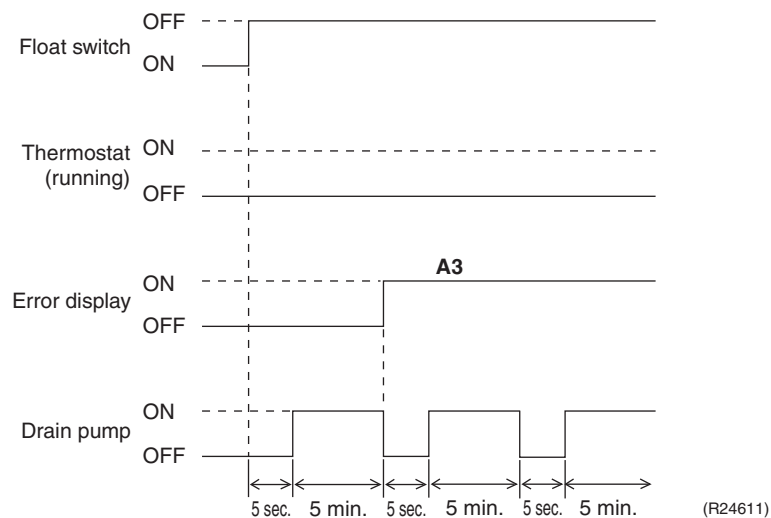 OFF
Float switch
ON
ON
Thermostat
(running)
OFF
A3
ON
Error display
OFF
ON
Drain pump
OFF
5 sec. 5 min. 5 sec. 5 min. 5 sec. 5 min. (R24611)